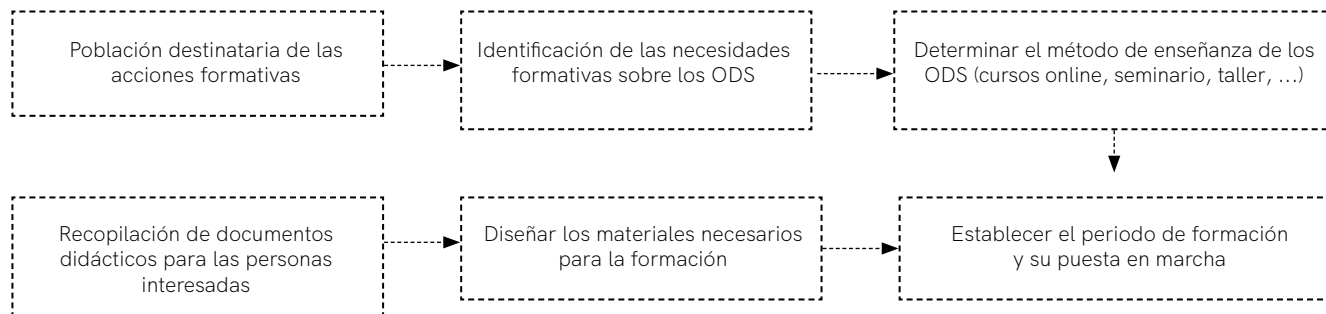 Población destinataria de las
acciones formativas
Identificación de las necesidades
formativas sobre los ODS
Determinar el método de enseñanza de los
ODS (cursos online, seminario, taller, ...)
Recopilación de documentos
didácticos para las personas
interesadas
Diseñar los materiales necesarios
para la formación
Establecer el periodo de formación
y su puesta en marcha